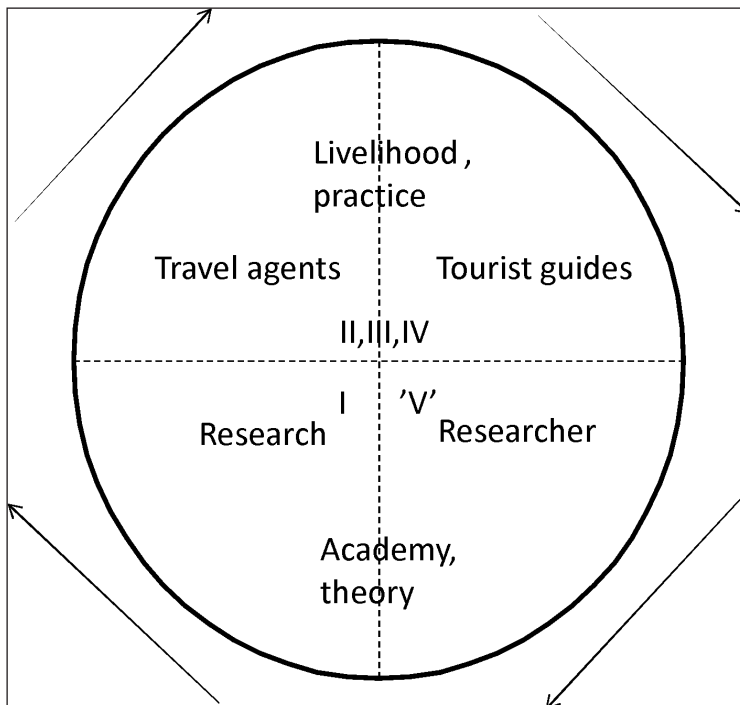 Livelihood ,
practice
Travel agents
Tourist guides
II,III,IV
I
’V’
Research
Researcher
Academy,
theory